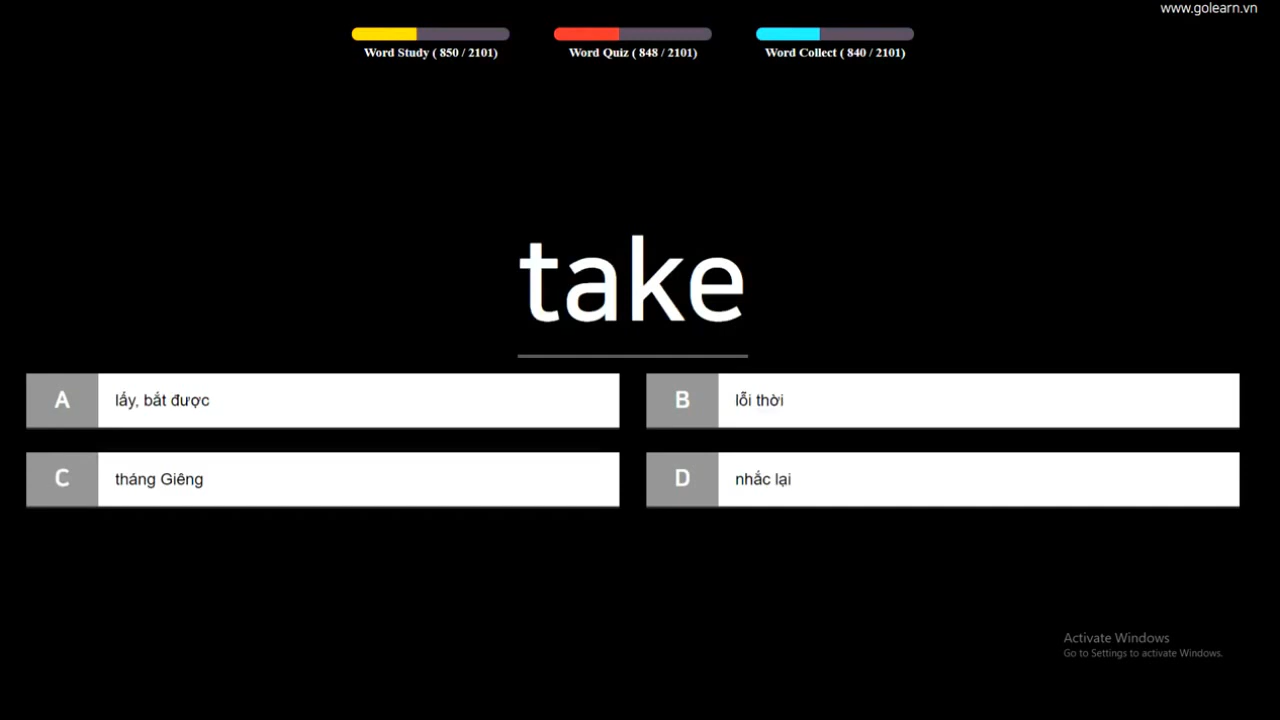 www.golearn.vn
Word Study ( 850 / 2101)
Word Quiz ( 848 / 2101)
Word Collect ( 840 / 2101)
take
A lấy, bắt được
B lỗi thời
C tháng Giêng
D nhắc lại
Activate Windows
Go to Settings to activate Windows.